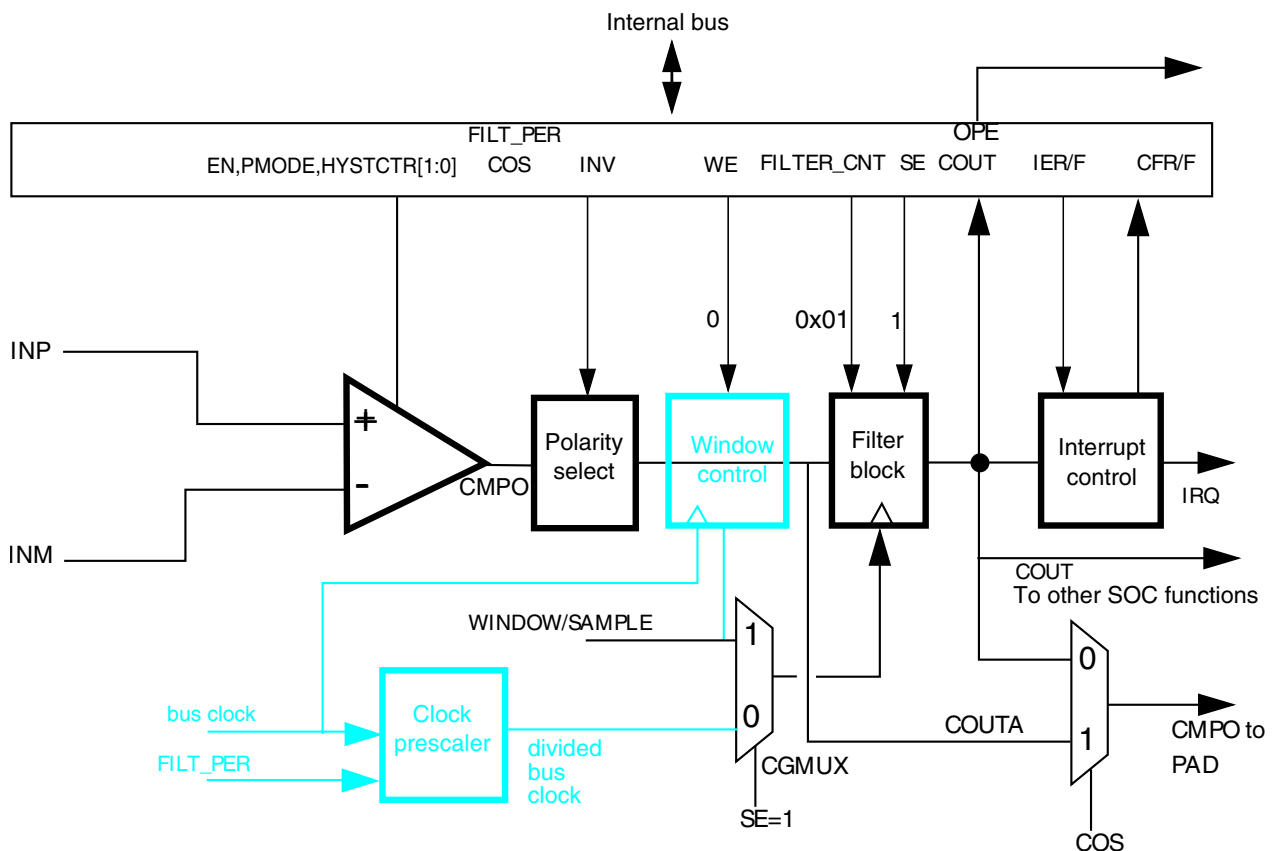 Internal bus
FILT_PER
OPE
EN,PMODE,HYSTCTR[1:0]
COS
INV
WE
FILTER_CNT
SE
COUT
IER/F
CFR/F
0
0x01
1
INP
+
-
INM
CMPO
Polarity
select
Window
control
Filter
block
Interrupt
control
IRQ
COUT
To other SOC functions
WINDOW/SAMPLE
1
0
CGMUX
SE=1
bus clock
FILT_PER
Clock
prescaler
divided
bus
clock
COUTA
0
1
CMPO to
PAD
COS